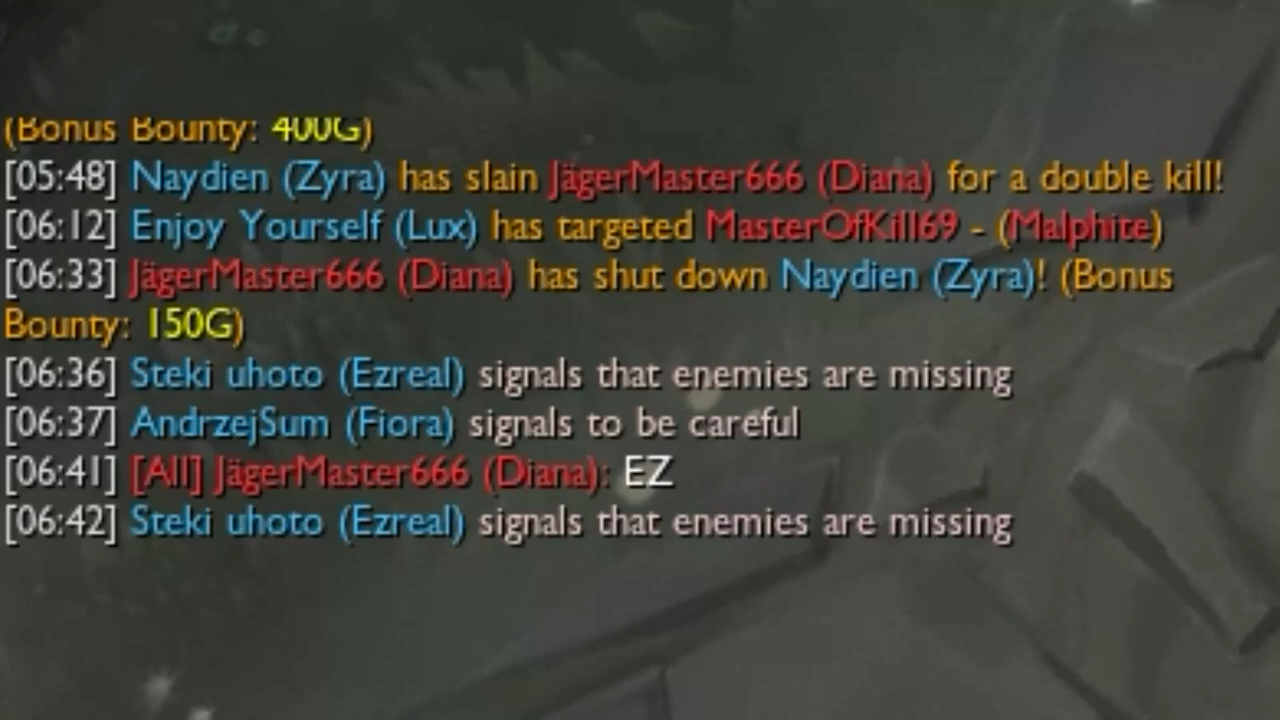 (Bonus Bounty: 400G)
[05:48] Naydien (Zyra) has slain JägerMaster666 (Diana) for a double kill!
[06:12] Enjoy Yourself (Lux) has targeted MasterOfKill69 - (Malphite)
[06:33] JägerMaster666 (Diana) has shut down Naydien (Zyra)! (Bonus
Bounty: 150G)
[06:36] Steki uhoto (Ezreal) signals that enemies are missing
[06:37] AndrzejSum (Fiora) signals to be careful
[06:41] [All] JägerMaster666 (Diana): EZ
[06:42] Steki uhoto (Ezreal) signals that enemies are missing